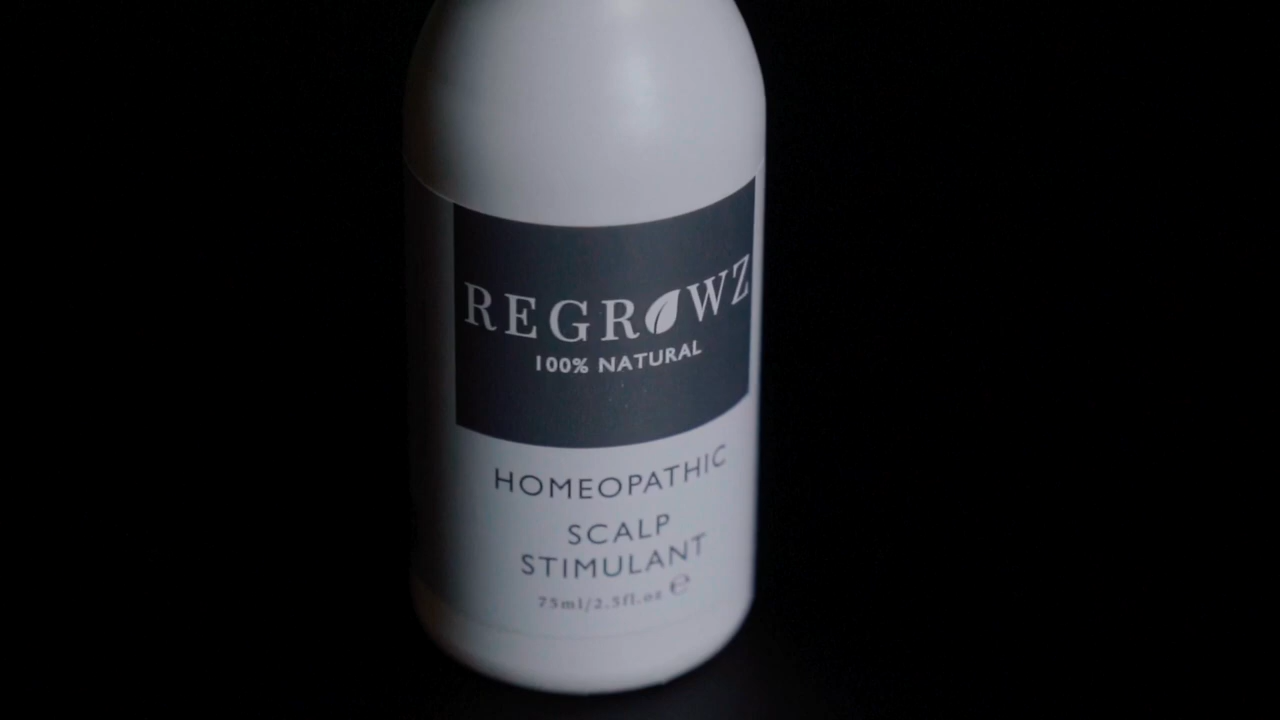 REGROWZ
100% NATURAL
HOMEOPATHIC
SCALP
STIMULANT
75ml/2.5fl.oz ℮